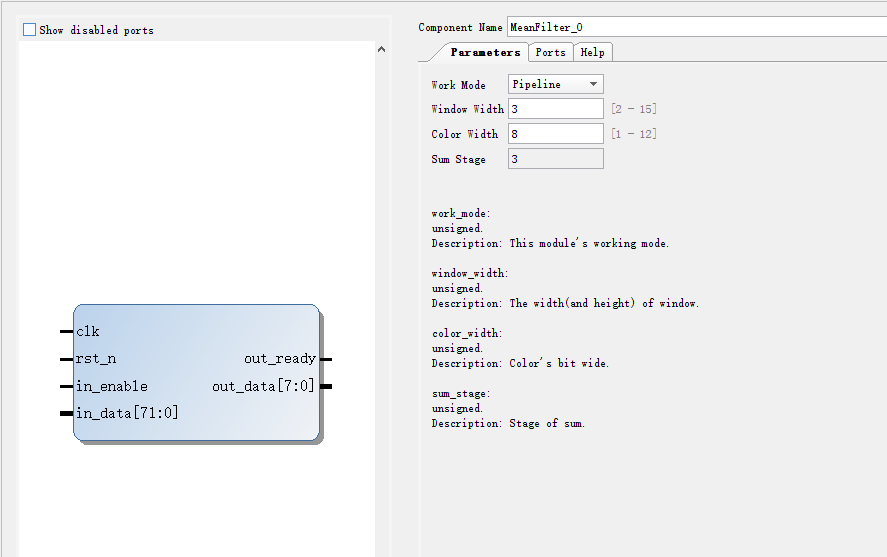 Show disabled ports
Component Name MeanFilter_0
Parameters Ports Help
Work Mode Pipeline
Window Width 3 [2 - 15]
Color Width 8 [1 - 12]
Sum Stage 3
work_mode:
unsigned.
Description: This module's working mode.
window_width:
unsigned.
Description: The width(and height) of window.
color_width:
unsigned.
Description: Color's bit wide.
sum_stage:
unsigned.
Description: Stage of sum.
clk
rst_n
in_enable
in_data[71:0]
out_ready
out_data[7:0]